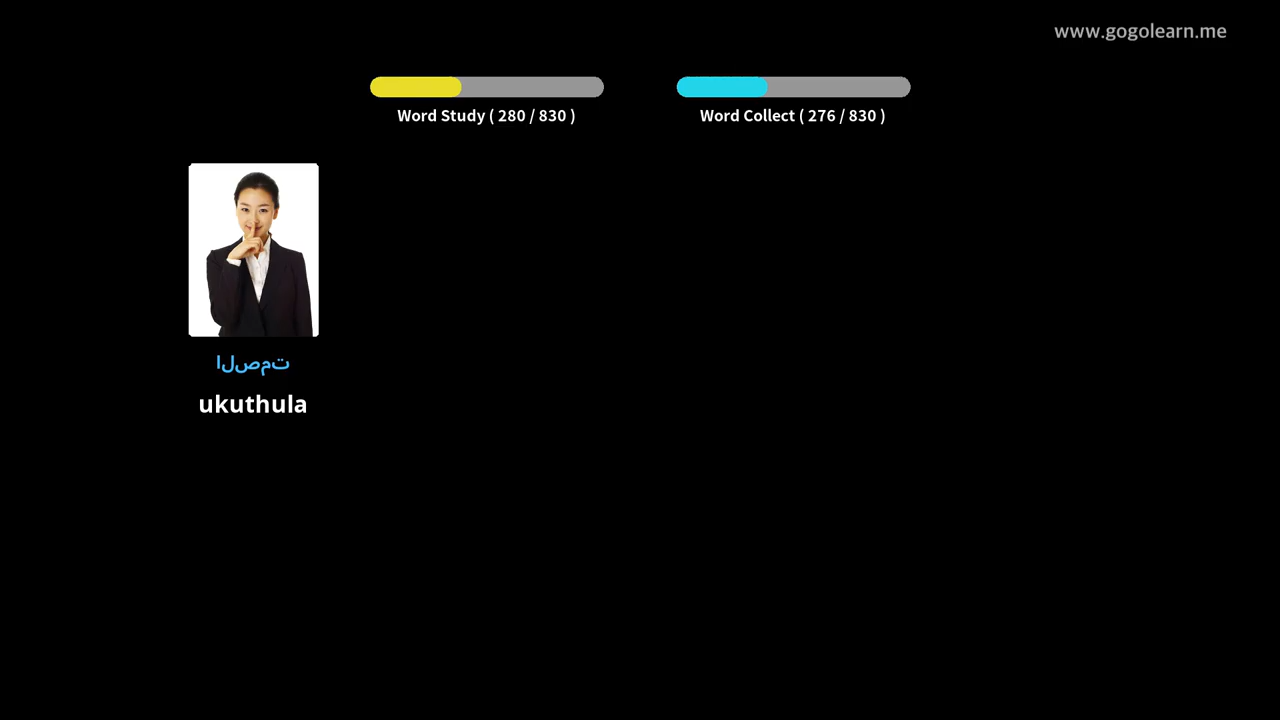 www.gogolearn.me
Word Study ( 280 / 830 )
Word Collect ( 276 / 830 )
الصمت
ukuthula